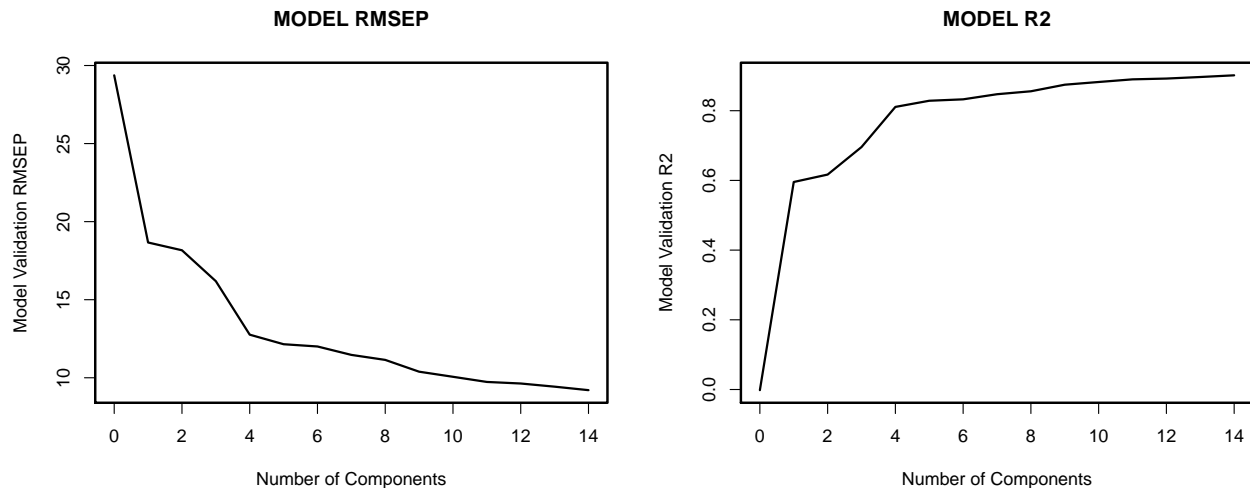 MODEL RMSEP
Model Validation RMSEP
30
25
20
15
10
0 2 4 6 8 10 12 14
Number of Components
MODEL R2
Model Validation R2
0.8
0.6
0.4
0.2
0.0
0 2 4 6 8 10 12 14
Number of Components